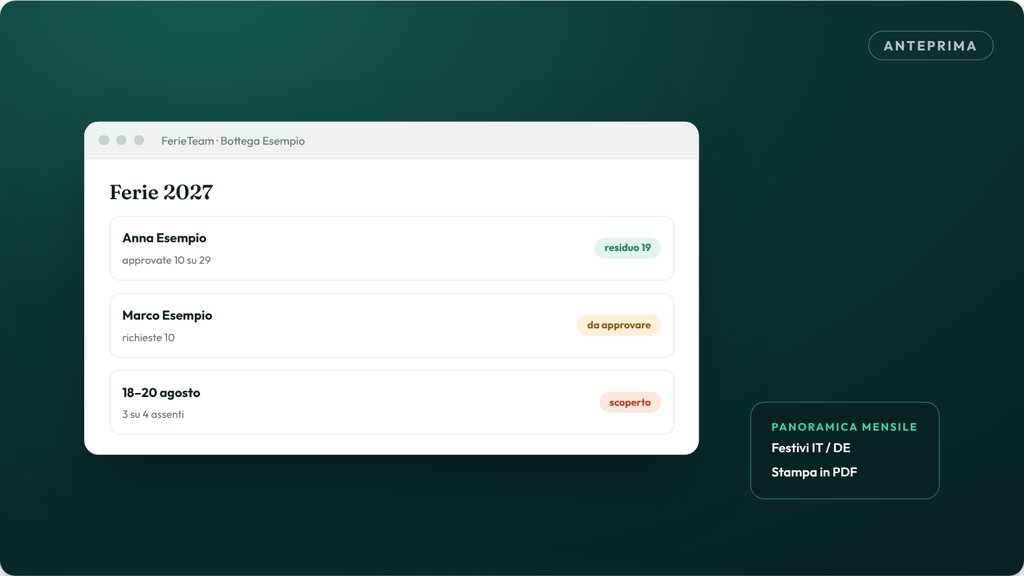 ANTEPRIMA
FerieTeam · Bottega Esempio
Ferie 2027
Anna Esempio
approvate 10 su 29
residuo 19
Marco Esempio
richieste 10
da approvare
18–20 agosto
3 su 4 assenti
scoperto
PANORAMICA MENSILE
Festivi IT / DE
Stampa in PDF